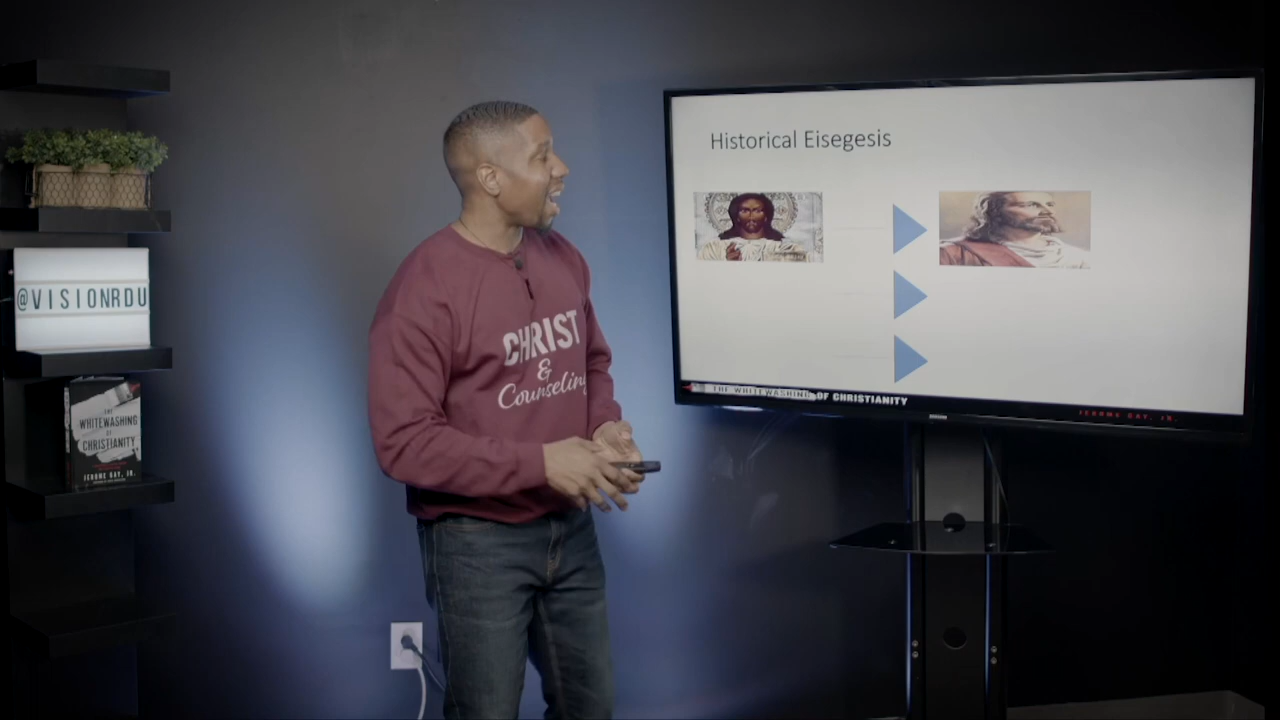 Historical Eisegesis
@VISIONRDU
CHRIST
&
Counseling
THE WHITEWASHING OF CHRISTIANITY
JEROME GAY, JR.
THE
WHITEWASHING
OF
CHRISTIANITY
JEROME GAY, JR.